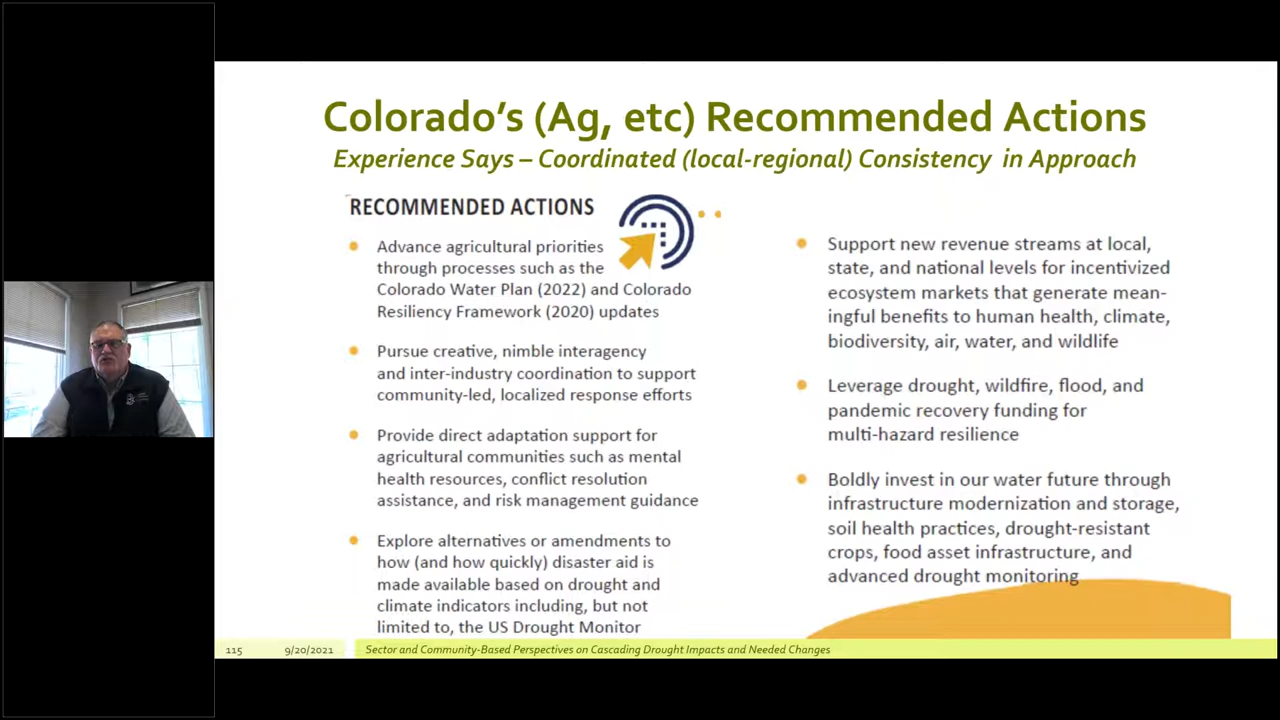 Colorado's (Ag, etc) Recommended Actions
Experience Says – Coordinated (local-regional) Consistency in Approach
RECOMMENDED ACTIONS
Advance agricultural priorities
through processes such as the
Colorado Water Plan (2022) and Colorado
Resiliency Framework (2020) updates
Pursue creative, nimble interagency
and inter-industry coordination to support
community-led, localized response efforts
Provide direct adaptation support for
agricultural communities such as mental
health resources, conflict resolution
assistance, and risk management guidance
Explore alternatives or amendments to
how (and how quickly) disaster aid is
made available based on drought and
climate indicators including, but not
limited to, the US Drought Monitor
Support new revenue streams at local,
state, and national levels for incentivized
ecosystem markets that generate mean-
ingful benefits to human health, climate,
biodiversity, air, water, and wildlife
Leverage drought, wildfire, flood, and
pandemic recovery funding for
multi-hazard resilience
Boldly invest in our water future through
infrastructure modernization and storage,
soil health practices, drought-resistant
crops, food asset infrastructure, and
advanced drought monitoring
115 9/20/2021 Sector and Community-Based Perspectives on Cascading Drought Impacts and Needed Changes